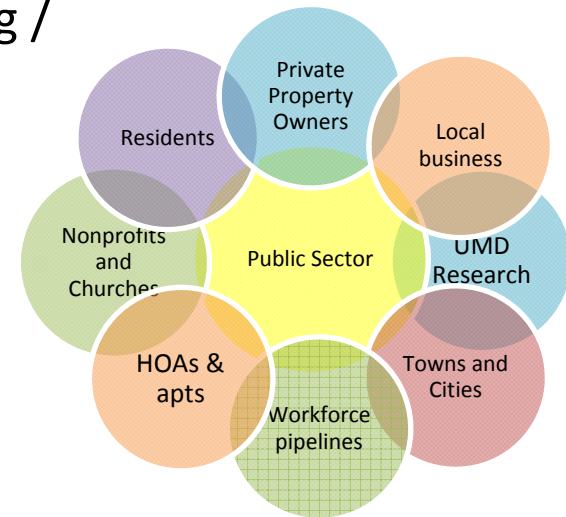 g /
Private
Property
Owners
Residents
Local
business
Nonprofits
and
Churches
Public Sector
UMD
Research
HOAs &
apts
Towns and
Cities
Workforce
pipelines